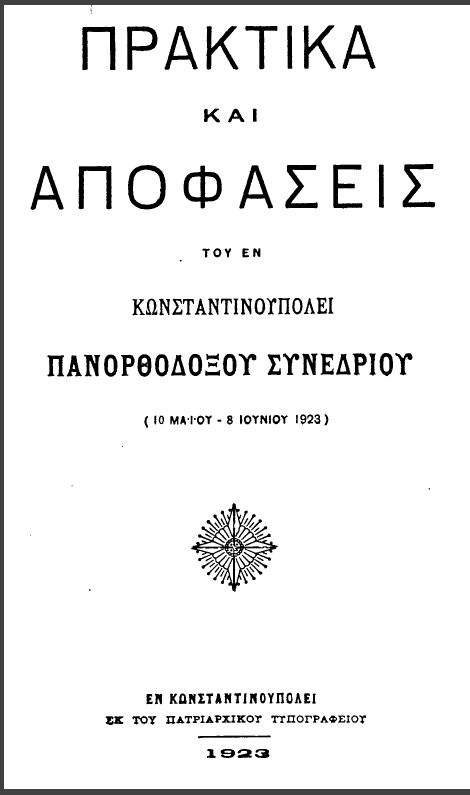 ΠΡΑΚΤΙΚΑ
ΚΑΙ
ΑΠΟΦΑΣΕΙΣ
ΤΟΥ ΕΝ
ΚΩΝΣΤΑΝΤΙΝΟΥΠΟΛΕΙ
ΠΑΝΟΡΘΟΔΟΞΟΥ ΣΥΝΕΔΡΙΟΥ
( 10 ΜΑΪΟΥ - 8 ΙΟΥΝΙΟΥ 1923 )
ΕΝ ΚΩΝΣΤΑΝΤΙΝΟΥΠΟΛΕΙ
ΕΚ ΤΟΥ ΠΑΤΡΙΑΡΧΙΚΟΥ ΤΥΠΟΓΡΑΦΕΙΟΥ
1923